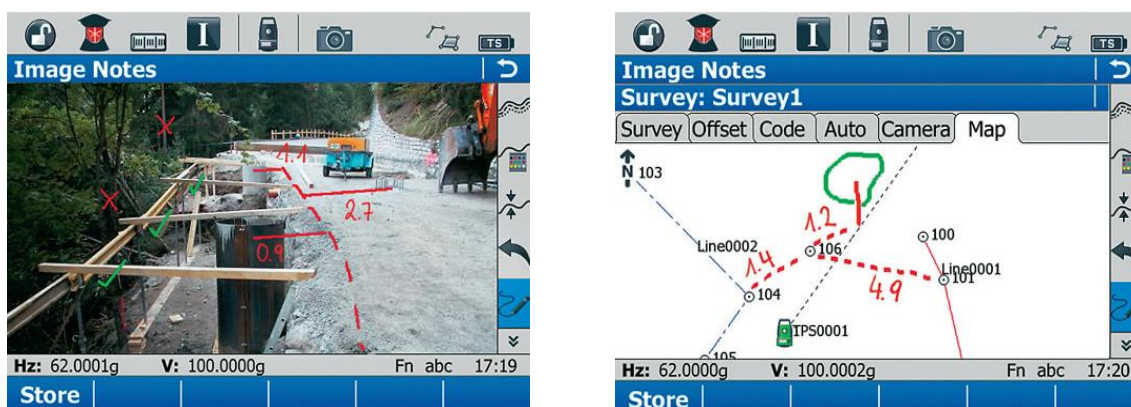 I
TS
Image Notes
1.1
2.7
0.9
Hz: 62.0001g V: 100.0000g Fn abc 17:19
Store
I
TS
Image Notes
Survey: Survey1
Survey Offset Code Auto Camera Map
N
103
1.2
100
Line0002
106
1.4
Line0001
101
104
4.9
TPS0001
105
Hz: 62.0000g V: 100.0002g Fn abc 17:20
Store